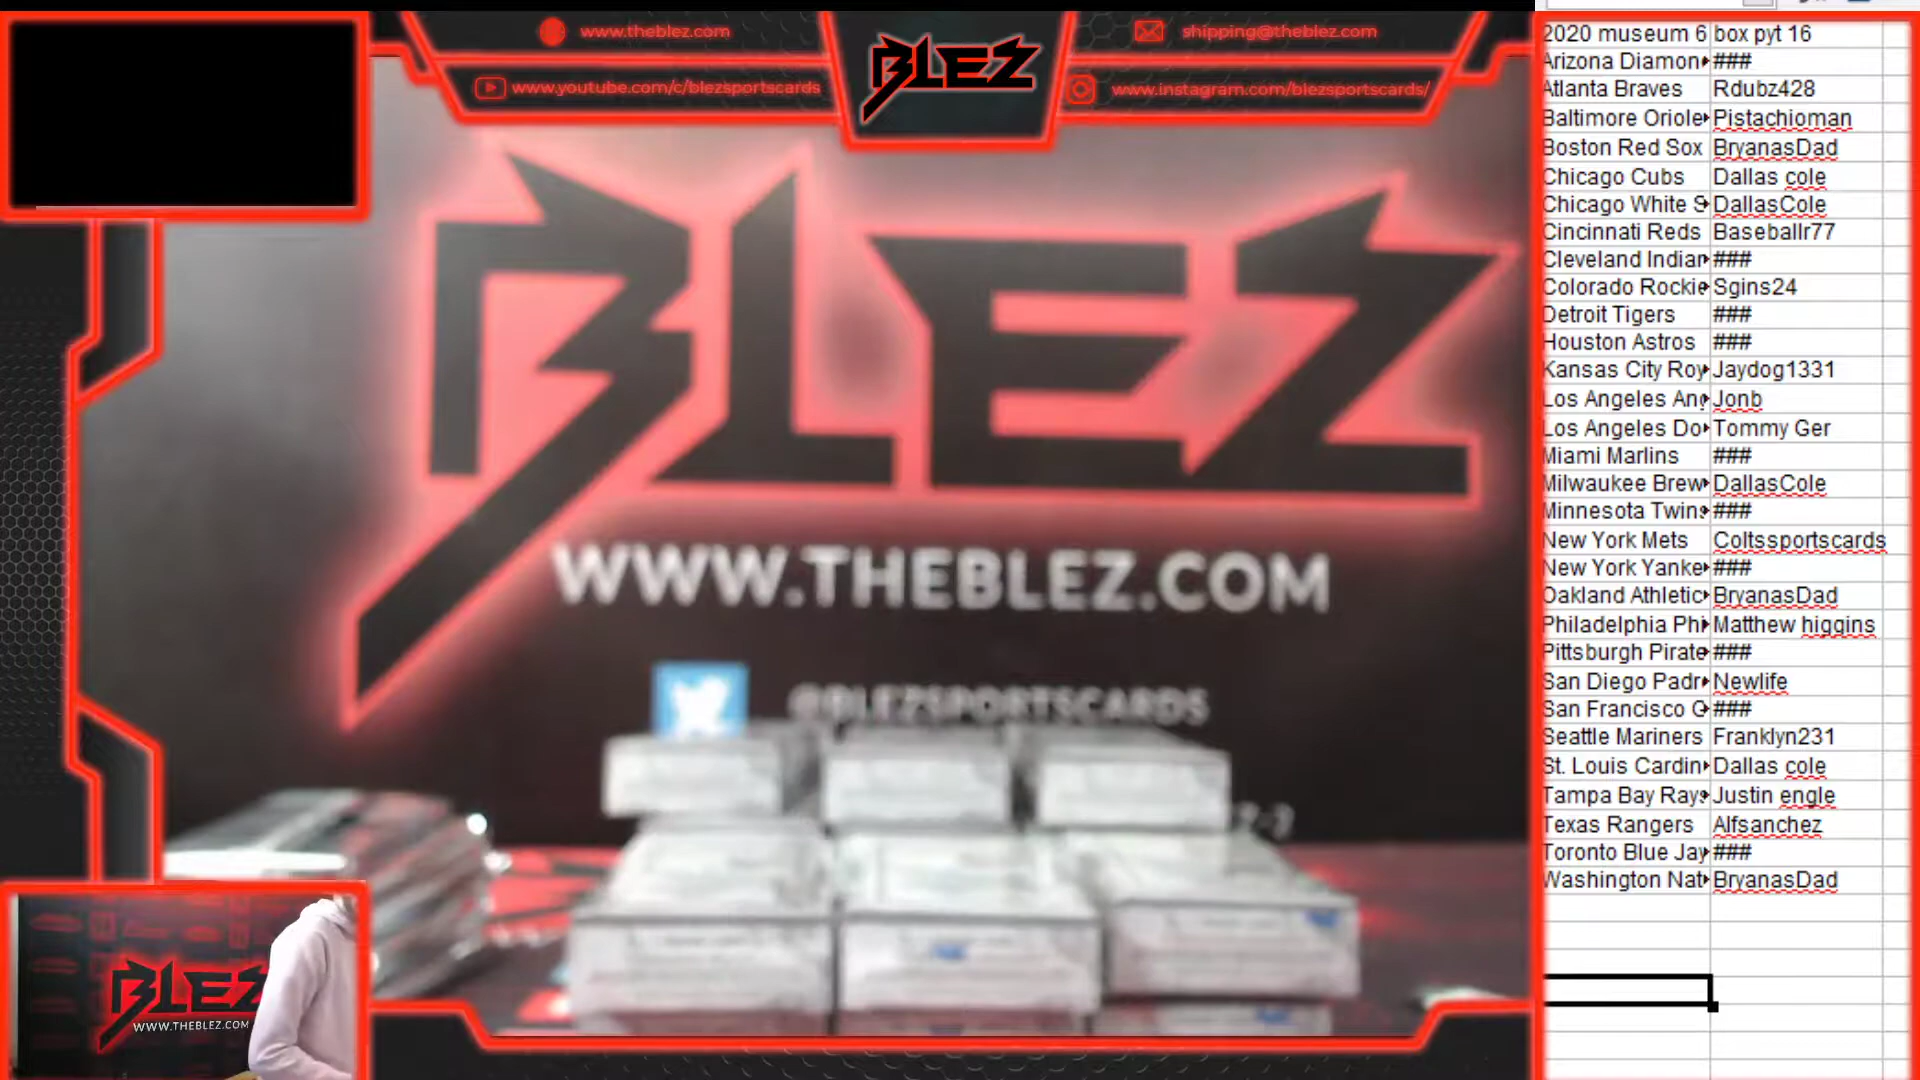 www.theblez.com
shipping@theblez.com
www.youtube.com/c/blezsportscards
www.instagram.com/blezsportscards/
BLEZ
BLEZ
WWW.THEBLEZ.COM
@BLEZSPORTSCARDS
BLEZ
WWW.THEBLEZ.COM
2020 museum 6 box pyt 16
Arizona Diamon ###
Atlanta Braves Rdubz428
Baltimore Oriole Pistachioman
Boston Red Sox BryanasDad
Chicago Cubs Dallas cole
Chicago White S DallasCole
Cincinnati Reds Baseballr77
Cleveland Indian ###
Colorado Rockie Sgins24
Detroit Tigers ###
Houston Astros ###
Kansas City Roy Jaydog1331
Los Angeles Ang Jonb
Los Angeles Do Tommy Ger
Miami Marlins ###
Milwaukee Brew DallasCole
Minnesota Twins ###
New York Mets Coltssportscards
New York Yanke ###
Oakland Athletic BryanasDad
Philadelphia Phi Matthew higgins
Pittsburgh Pirate ###
San Diego Padr Newlife
San Francisco G ###
Seattle Mariners Franklyn231
St. Louis Cardin Dallas cole
Tampa Bay Rays Justin engle
Texas Rangers Alfsanchez
Toronto Blue Jay ###
Washington Nat BryanasDad